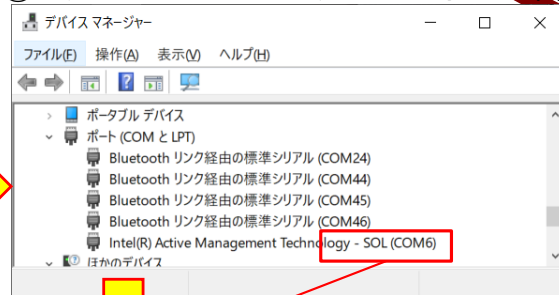 デバイス マネージャー
ファイル(F) 操作(A) 表示(V) ヘルプ(H)
ポータブル デバイス
ポート (COM と LPT)
Bluetooth リンク経由の標準シリアル (COM24)
Bluetooth リンク経由の標準シリアル (COM44)
Bluetooth リンク経由の標準シリアル (COM45)
Bluetooth リンク経由の標準シリアル (COM46)
Intel(R) Active Management Technology - SOL (COM6)
ほかのデバイス